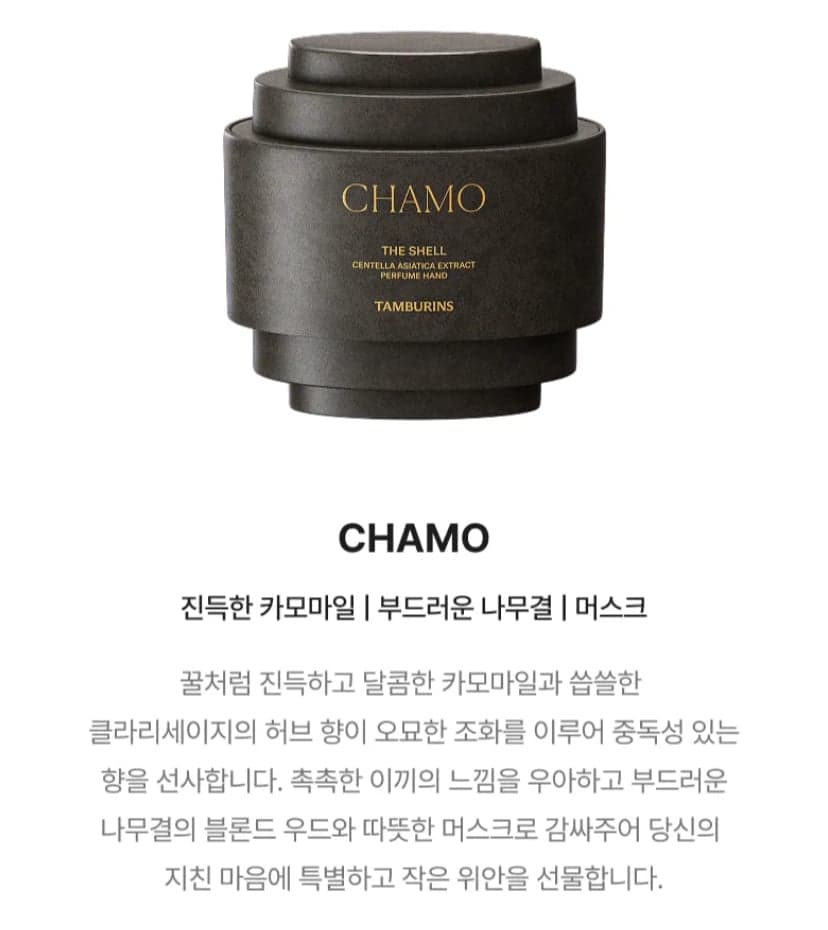 CHAMO
THE SHELL
CENTELLA ASIATICA EXTRACT
PERFUME HAND
TAMBURINS
CHAMO
진득한 카모마일 | 부드러운 나무결 | 머스크
꿀처럼 진득하고 달콤한 카모마일과 씁쓸한
클라리세이지의 허브 향이 오묘한 조화를 이루어 중독성 있는
향을 선사합니다. 촉촉한 이끼의 느낌을 우아하고 부드러운
나무결의 블론드 우드와 따뜻한 머스크로 감싸주어 당신의
지친 마음에 특별하고 작은 위안을 선물합니다.